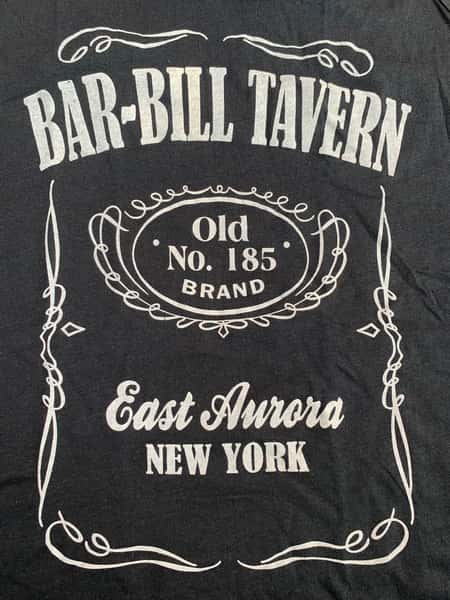 BAR-BILL TAVERN
Old
No. 185
BRAND
East Aurora
NEW YORK